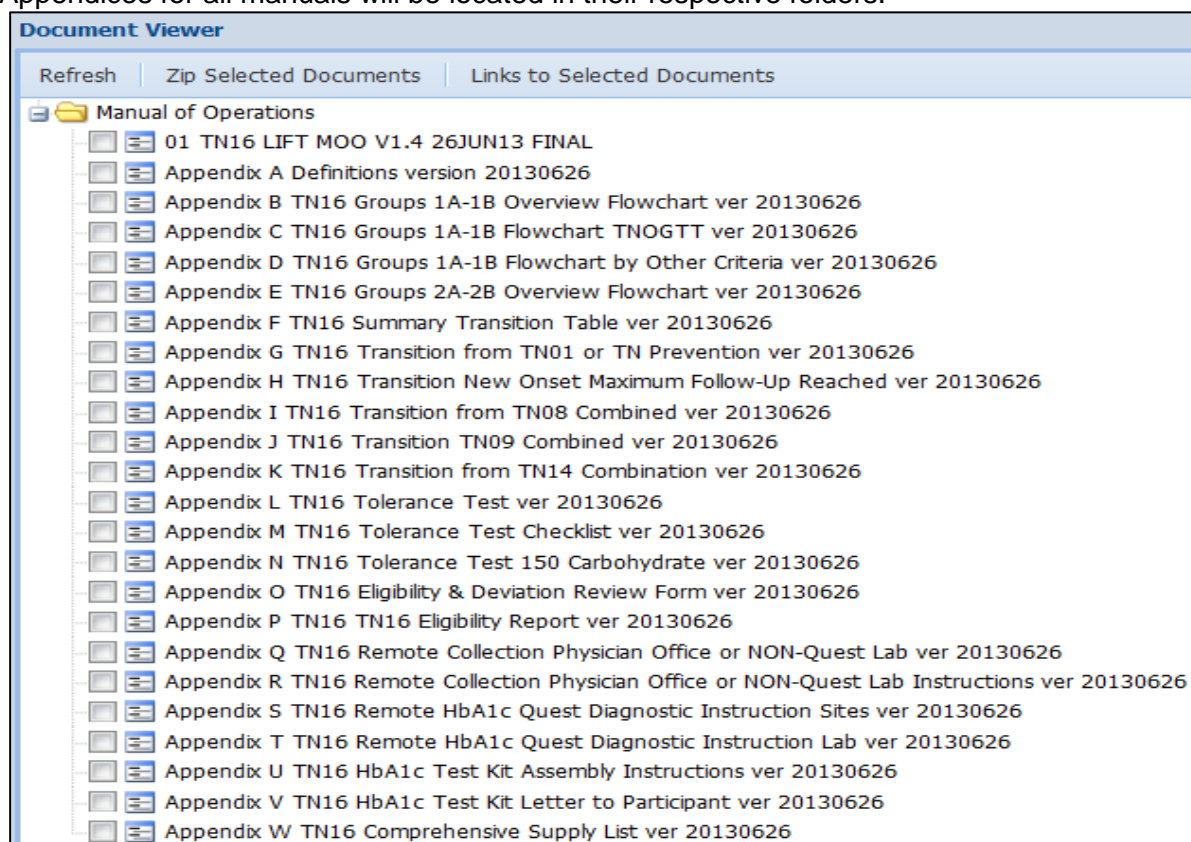 Appendices for all manuals will be located in their respective folders.
Document Viewer
Refresh Zip Selected Documents Links to Selected Documents
Manual of Operations
01 TN16 LIFT MOO V1.4 26JUN13 FINAL
Appendix A Definitions version 20130626
Appendix B TN16 Groups 1A-1B Overview Flowchart ver 20130626
Appendix C TN16 Groups 1A-1B Flowchart TNOGTT ver 20130626
Appendix D TN16 Groups 1A-1B Flowchart by Other Criteria ver 20130626
Appendix E TN16 Groups 2A-2B Overview Flowchart ver 20130626
Appendix F TN16 Summary Transition Table ver 20130626
Appendix G TN16 Transition from TN01 or TN Prevention ver 20130626
Appendix H TN16 Transition New Onset Maximum Follow-Up Reached ver 20130626
Appendix I TN16 Transition from TN08 Combined ver 20130626
Appendix J TN16 Transition TN09 Combined ver 20130626
Appendix K TN16 Transition from TN14 Combination ver 20130626
Appendix L TN16 Tolerance Test ver 20130626
Appendix M TN16 Tolerance Test Checklist ver 20130626
Appendix N TN16 Tolerance Test 150 Carbohydrate ver 20130626
Appendix O TN16 Eligibility & Deviation Review Form ver 20130626
Appendix P TN16 TN16 Eligibility Report ver 20130626
Appendix Q TN16 Remote Collection Physician Office or NON-Quest Lab ver 20130626
Appendix R TN16 Remote Collection Physician Office or NON-Quest Lab Instructions ver 20130626
Appendix S TN16 Remote HbA1c Quest Diagnostic Instruction Sites ver 20130626
Appendix T TN16 Remote HbA1c Quest Diagnostic Instruction Lab ver 20130626
Appendix U TN16 HbA1c Test Kit Assembly Instructions ver 20130626
Appendix V TN16 HbA1c Test Kit Letter to Participant ver 20130626
Appendix W TN16 Comprehensive Supply List ver 20130626